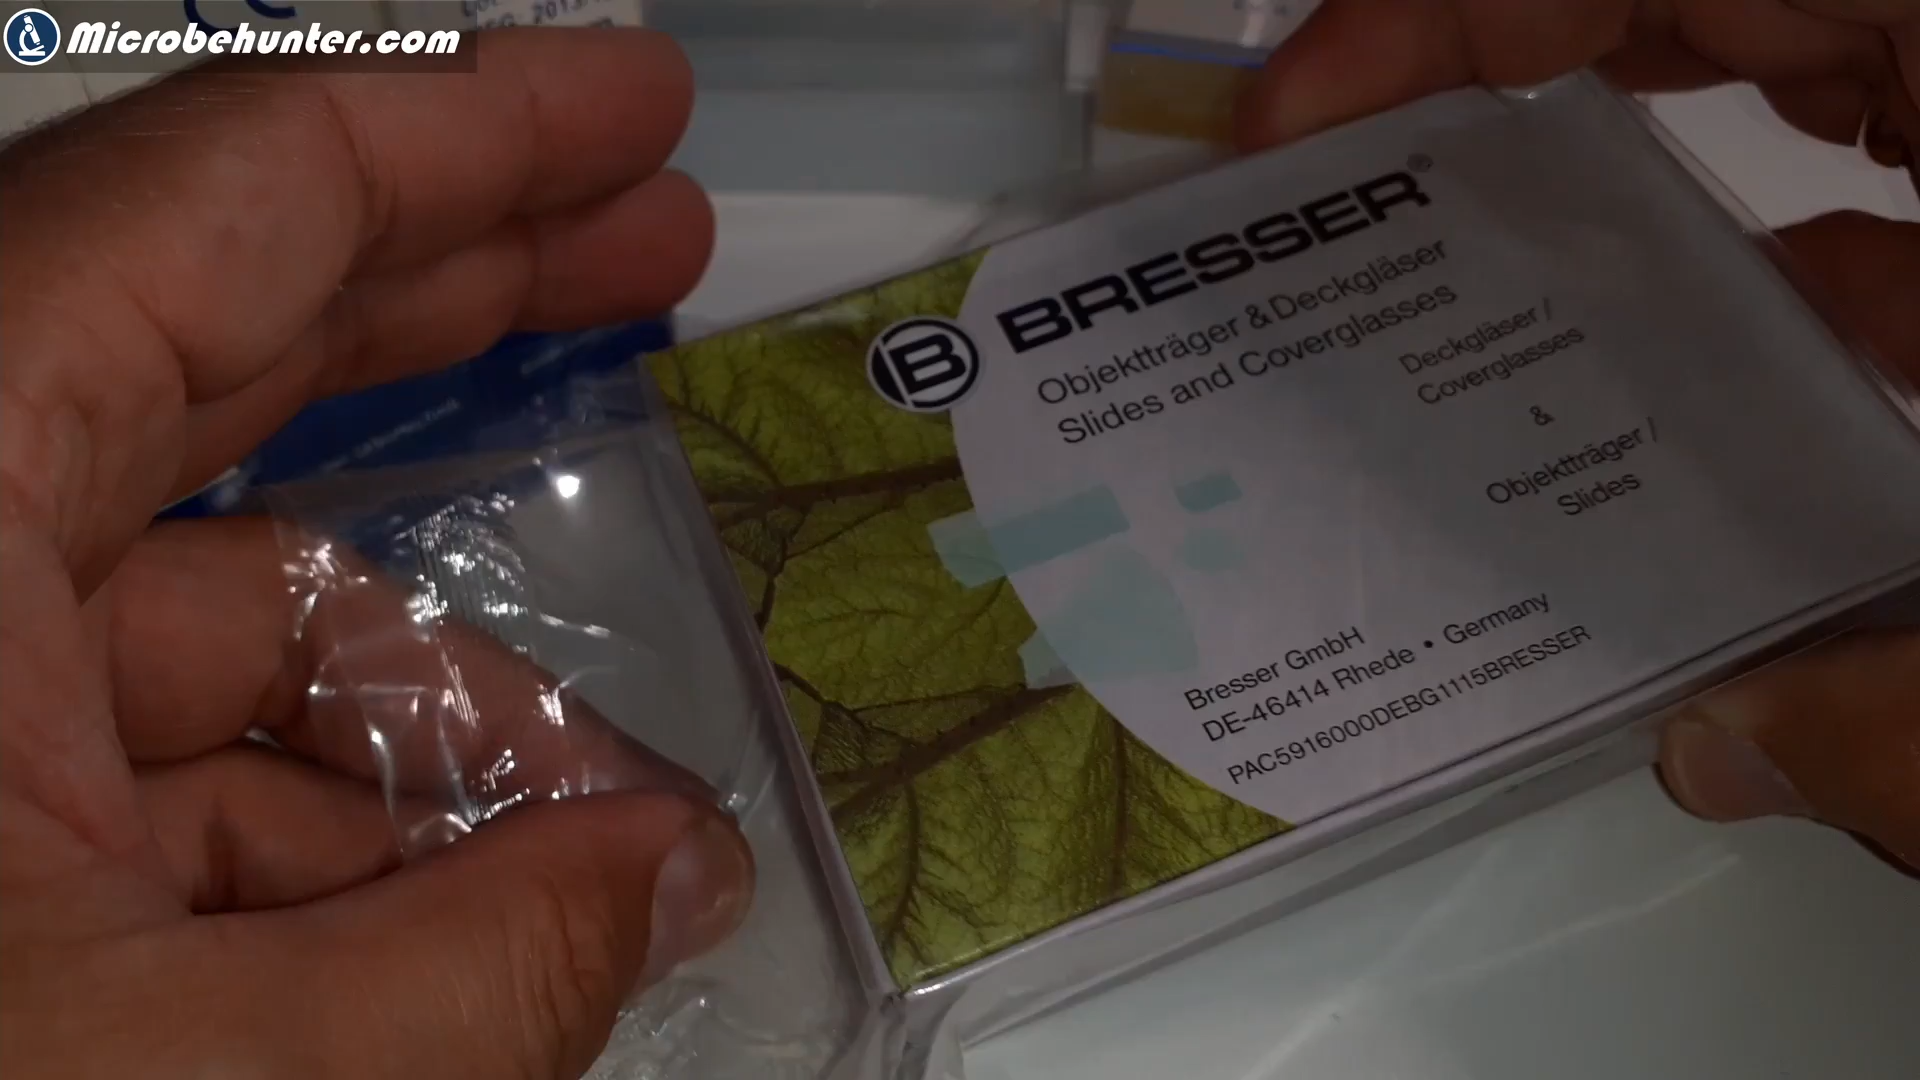 Microbehunter.com
2013/
B BRESSER®
Objektträger & Deckgläser
Slides and Coverglasses
Deckgläser /
Coverglasses
&
Objektträger /
Slides
Bresser GmbH
DE-46414 Rhede • Germany
PAC5916000DEBG1115BRESSER